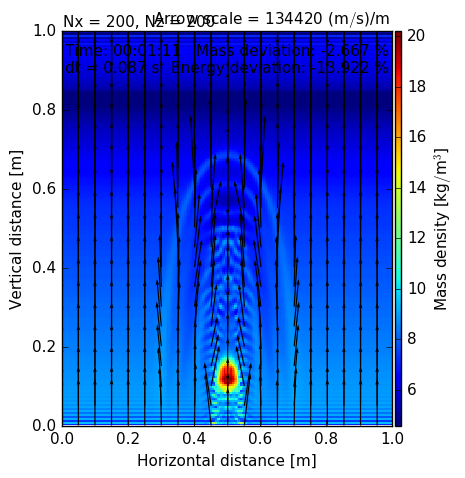 Nx = 200, Nz = 200
Arrow scale = 134420 (m/s)/m
Time: 00:01:11 Mass deviation: -2.667 %
dt = 0.087 s Energy deviation: -13.922 %
1.0
0.8
0.6
0.4
0.2
0.0
Vertical distance [m]
0.0 0.2 0.4 0.6 0.8 1.0
Horizontal distance [m]
20
18
16
14
12
10
8
6
Mass density [kg/m³]